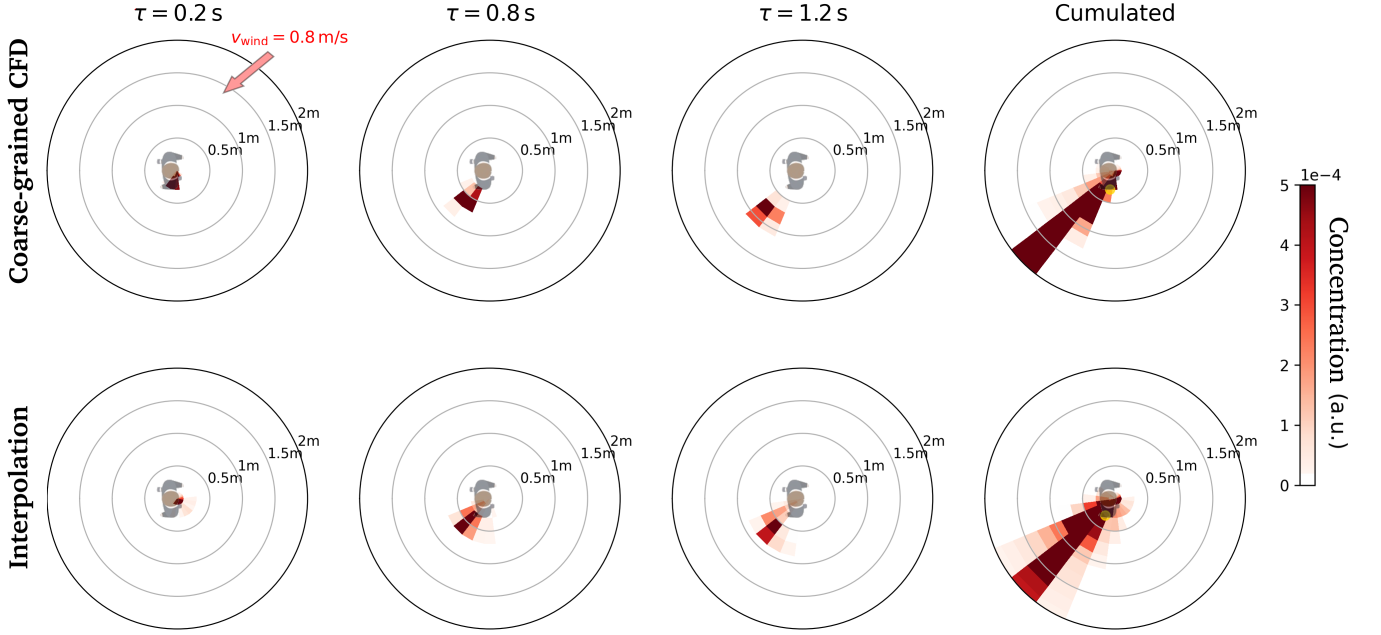 τ = 0.2 s
τ = 0.8 s
τ = 1.2 s
Cumulated
Coarse-grained CFD
v_wind = 0.8 m/s
2m
1.5m
1m
0.5m
2m
1.5m
1m
0.5m
2m
1.5m
1m
0.5m
2m
1.5m
1m
0.5m
Interpolation
2m
1.5m
1m
0.5m
2m
1.5m
1m
0.5m
2m
1.5m
1m
0.5m
2m
1.5m
1m
0.5m
1e−4
5
4
3
2
1
0
Concentration (a.u.)